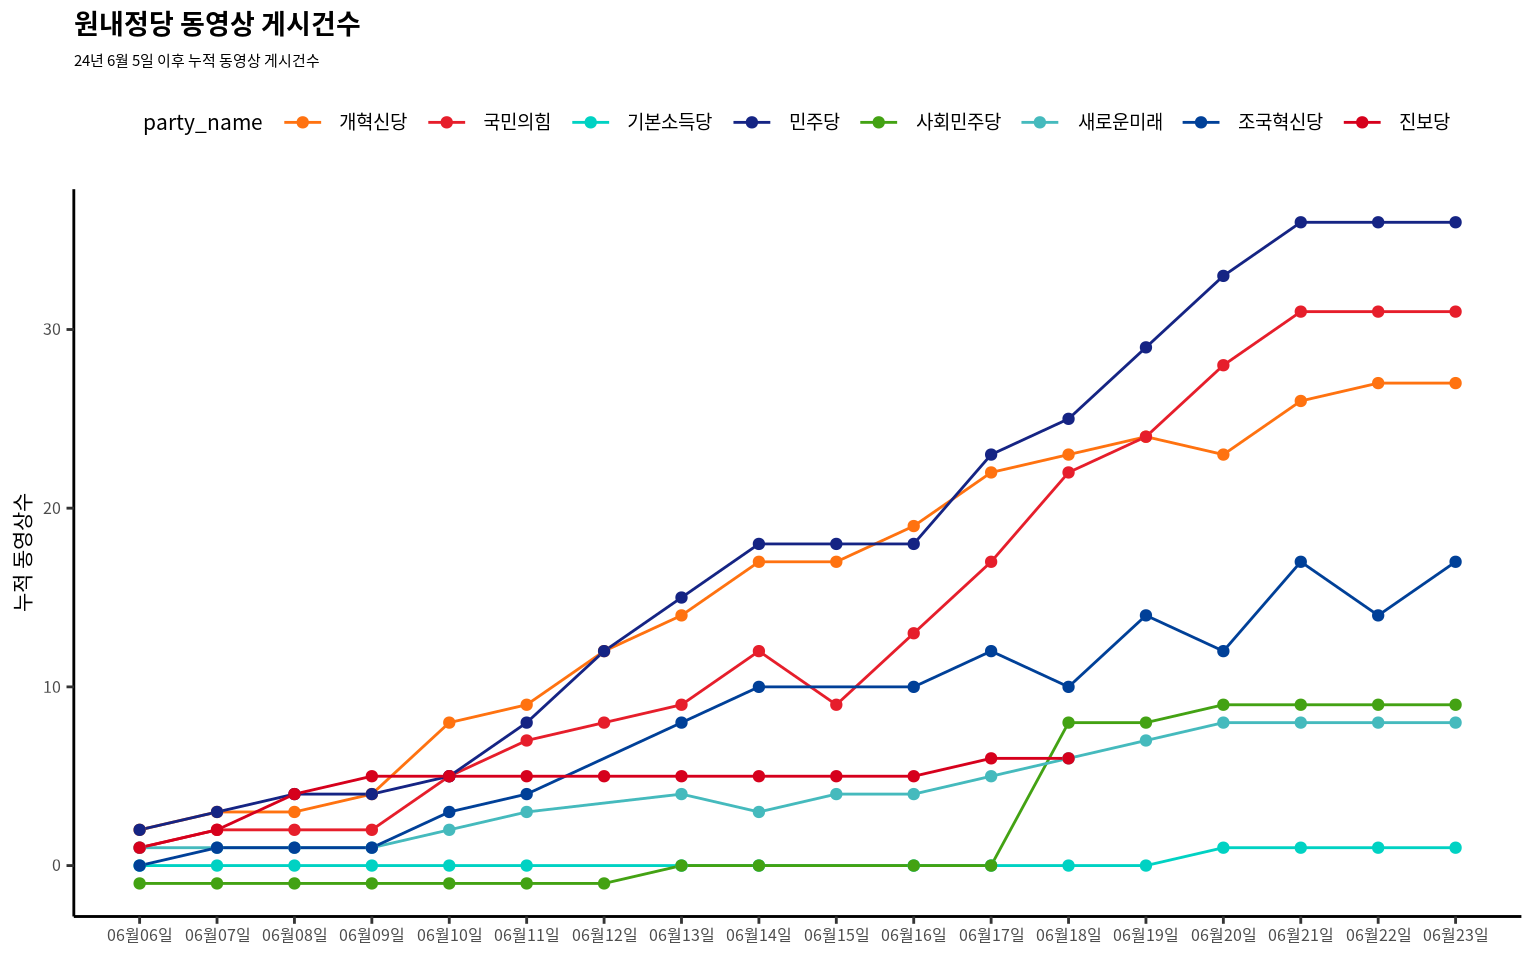 원내정당 동영상 게시건수
24년 6월 5일 이후 누적 동영상 게시건수
party_name 개혁신당 국민의힘 기본소득당 민주당 사회민주당 새로운미래 조국혁신당 진보당
누적 동영상수
30
20
10
0
06월06일 06월07일 06월08일 06월09일 06월10일 06월11일 06월12일 06월13일 06월14일 06월15일 06월16일 06월17일 06월18일 06월19일 06월20일 06월21일 06월22일 06월23일